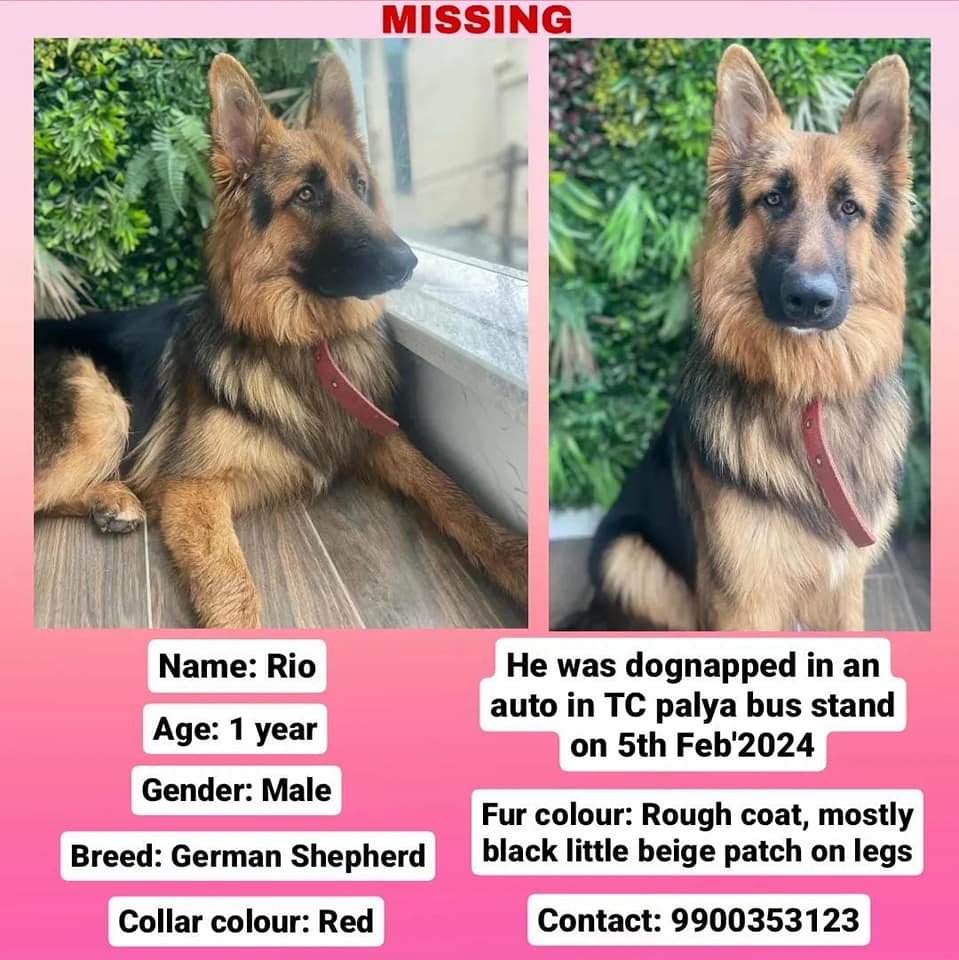 MISSING
Name: Rio
Age: 1 year
Gender: Male
Breed: German Shepherd
Collar colour: Red
He was dognapped in an
auto in TC palya bus stand
on 5th Feb'2024
Fur colour: Rough coat, mostly
black little beige patch on legs
Contact: 9900353123